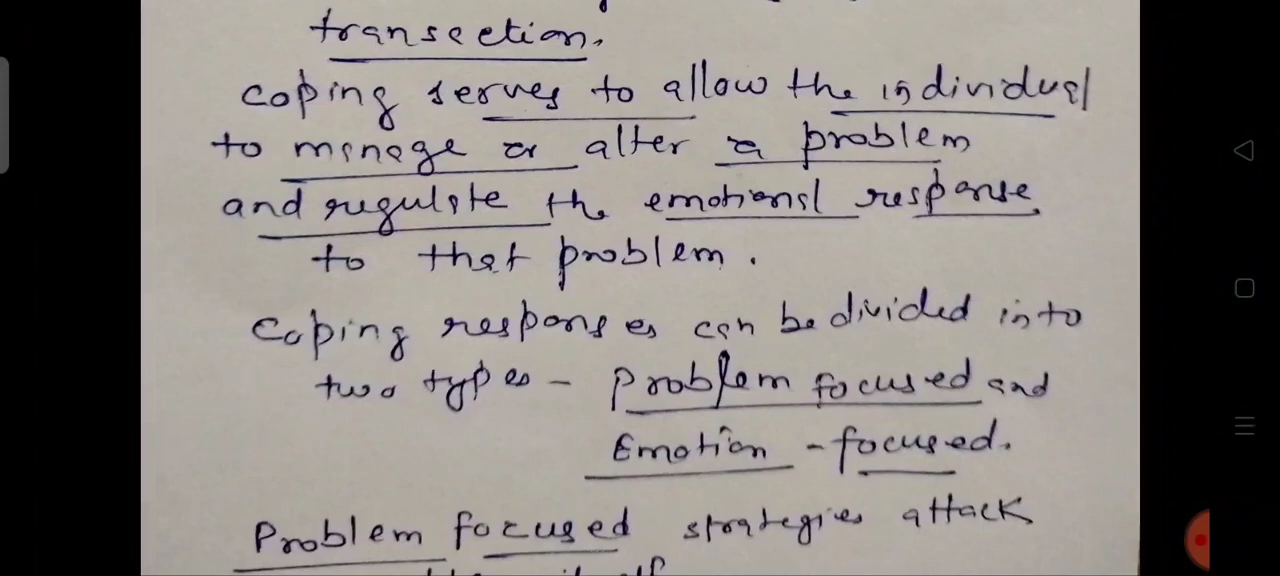 transection.
coping serves to allow the individual
to manage or alter a problem
and regulate the emotional response
to that problem.
Coping responses can be divided into
two types - problem focused and
Emotion - focused.
Problem focused strategies attack